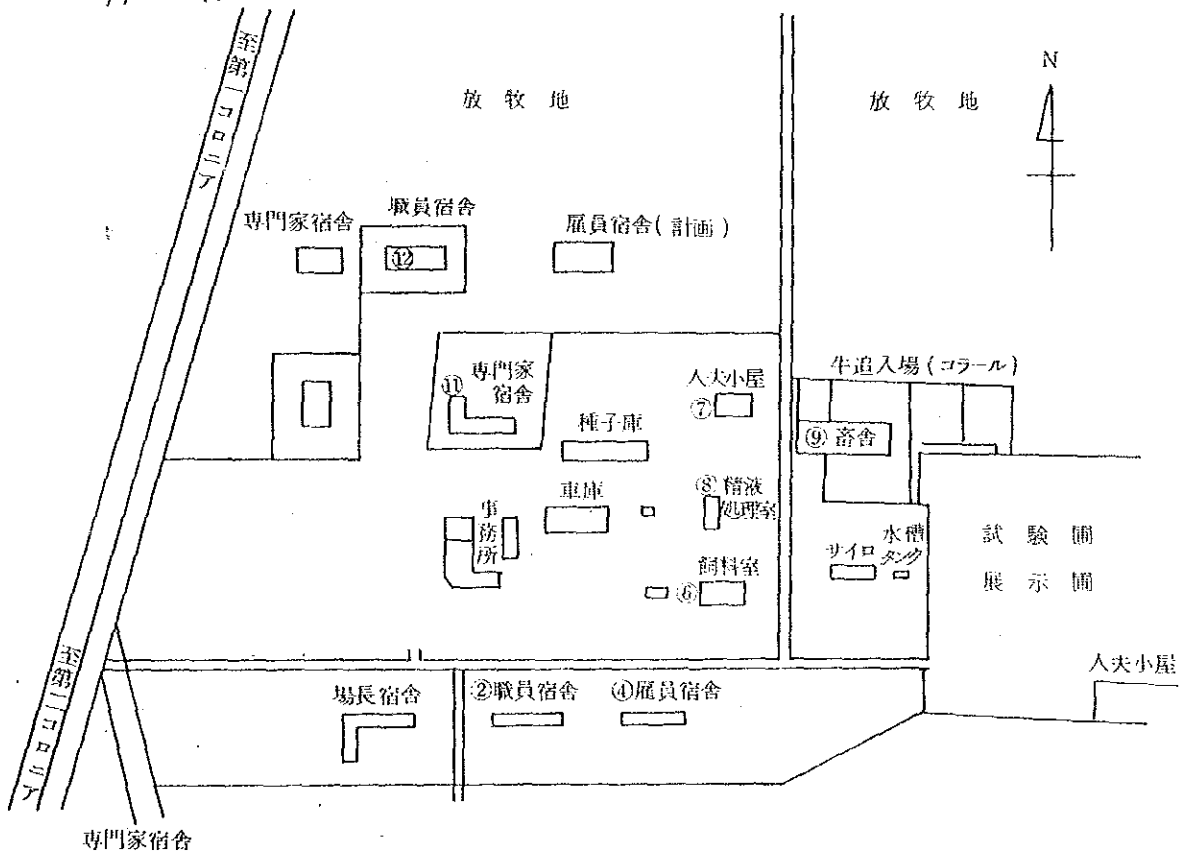 至第一コロニア
放牧地
放牧地
N
専門家宿舎
職員宿舎
⑫
雇員宿舎(計画)
牛追入場(コラール)
⑪
専門家
宿舎
人夫小屋
⑦
種子庫
⑨畜舎
⑧精液
処理室
車庫
事務所
試験圃
展示圃
サイロ
水槽
タンク
飼料室
⑥
至第二コロニア
人夫小屋
場長宿舎
②職員宿舎
④雇員宿舎
専門家宿舎